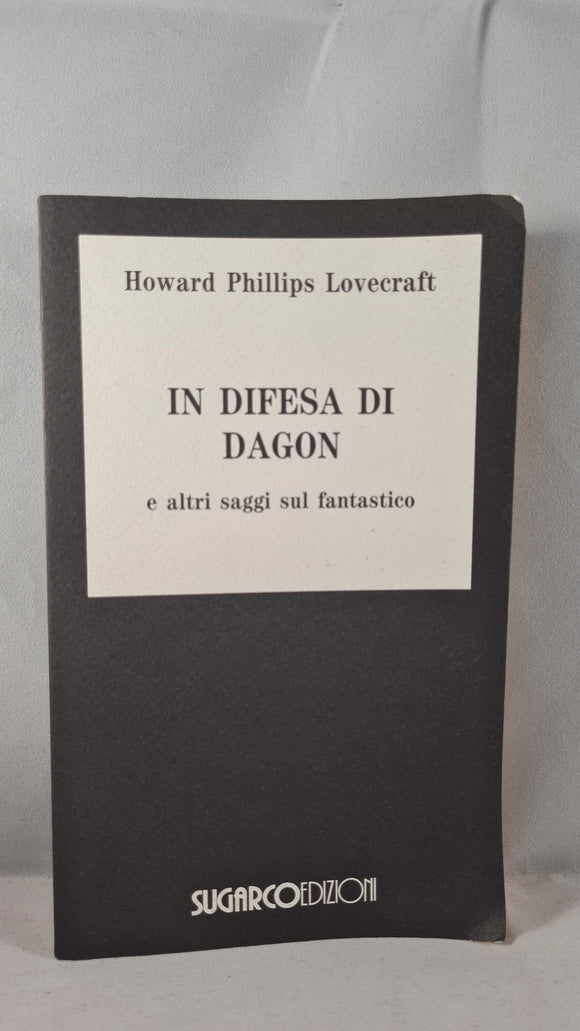 Howard Phillips Lovecraft
IN DIFESA DI
DAGON
e altri saggi sul fantastico
SUGARCOEDIZIONI